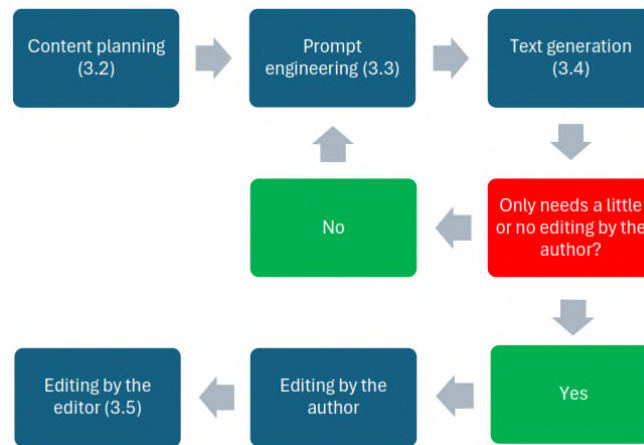 Content planning
(3.2)
Prompt
engineering (3.3)
Text generation
(3.4)
No
Only needs a little
or no editing by the
author?
Editing by the
editor (3.5)
Editing by the
author
Yes